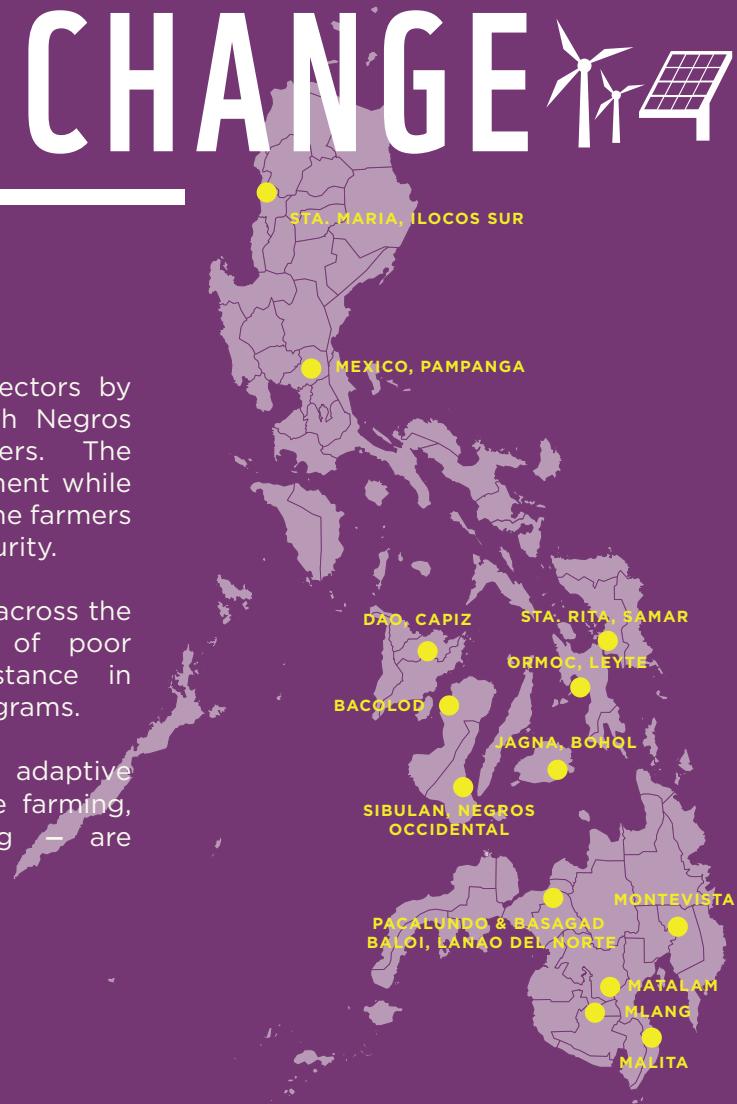 CHANGE
STA. MARIA, ILOCOS SUR
MEXICO, PAMPANGA
ectors by
h Negros
ers. The
nent while
ne farmers
urity.
across the
of poor
stance in
grams.
adaptive
e farming,
g – are
DAO, CAPIZ
STA. RITA, SAMAR
ORMOC, LEYTE
BACOLOD
JAGNA, BOHOL
SIBULAN, NEGROS
OCCIDENTAL
MONTEVISTA
PACALUNDO & BASAGAD
BALOI, LANAO DEL NORTE
MATALAM
MLANG
MALITA